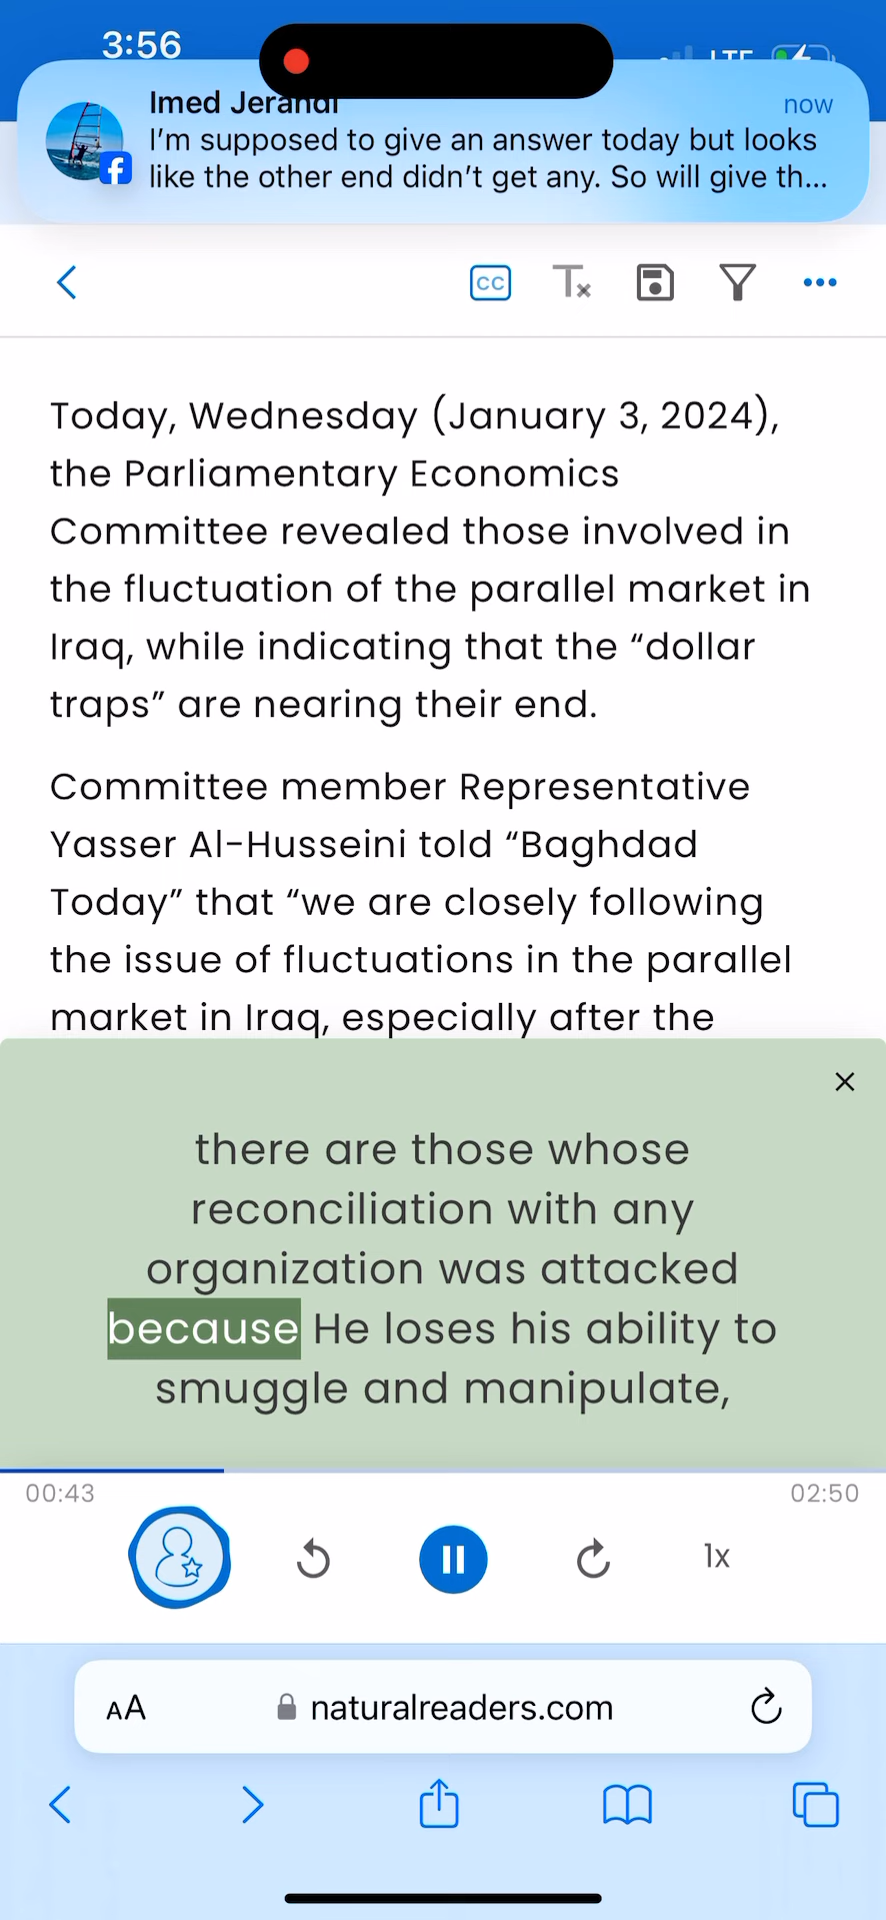 3:56
LTE
Imed Jerandi
now
I'm supposed to give an answer today but looks
like the other end didn't get any. So will give th...
CC
Today, Wednesday (January 3, 2024),
the Parliamentary Economics
Committee revealed those involved in
the fluctuation of the parallel market in
Iraq, while indicating that the “dollar
traps” are nearing their end.
Committee member Representative
Yasser Al-Husseini told “Baghdad
Today” that “we are closely following
the issue of fluctuations in the parallel
market in Iraq, especially after the
there are those whose
reconciliation with any
organization was attacked
because He loses his ability to
smuggle and manipulate,
00:43
02:50
1x
AA
naturalreaders.com